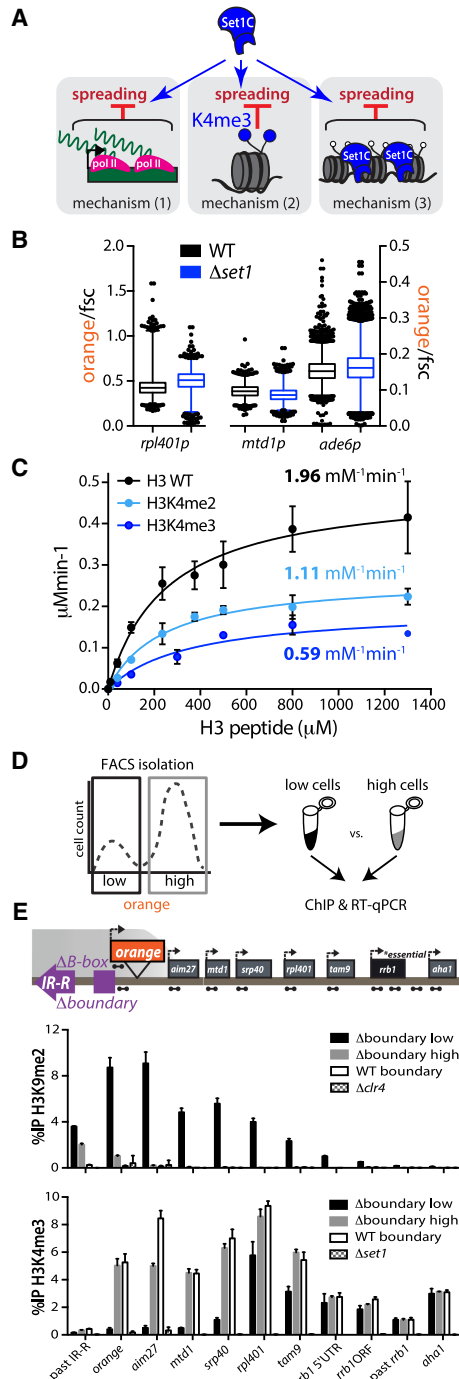 A
Set1C
spreading
spreading
spreading
K4me3
pol II
pol II
Set1C
Set1C
mechanism (1)
mechanism (2)
mechanism (3)
B
WT
Δset1
orange/fsc
2.0
1.5
1.0
0.5
0.0
0.5
0.4
0.3
0.2
0.1
0.0
orange/fsc
rpl401p
mtd1p
ade6p
C
H3 WT
H3K4me2
H3K4me3
1.96 mM-1min-1
1.11 mM-1min-1
0.59 mM-1min-1
μMmin-1
0.5
0.4
0.3
0.2
0.1
0.0
0
200
400
600
800
1000
1200
1400
H3 peptide (μM)
D
FACS isolation
cell count
low
high
orange
low cells
high cells
vs.
ChIP & RT-qPCR
E
orange
ΔB-box
IR-R
Δboundary
aim27
mtd1
srp40
rpl401
tam9
*essential
rrb1
aha1
%IP H3K9me2
12
8
4
0
Δboundary low
Δboundary high
WT boundary
Δclr4
%IP H3K4me3
10
8
6
4
2
0
Δboundary low
Δboundary high
WT boundary
Δset1
past IR-R
orange
aim27
mtd1
srp40
rpl401
tam9
rrb1 5'UTR
rrb1ORF
past rrb1
aha1